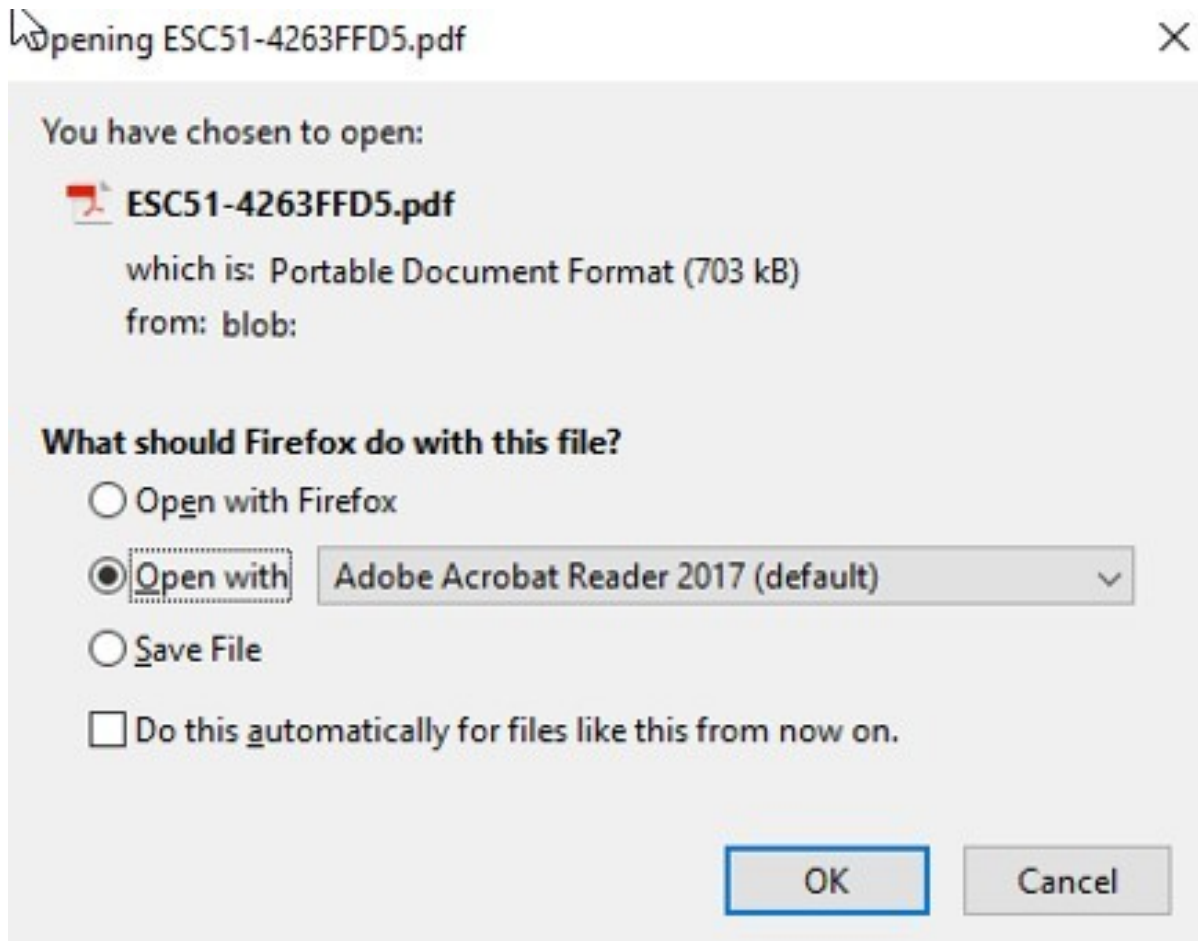 Opening ESC51-4263FFD5.pdf
You have chosen to open:
ESC51-4263FFD5.pdf
which is: Portable Document Format (703 kB)
from: blob:
What should Firefox do with this file?
Open with Firefox
Open with Adobe Acrobat Reader 2017 (default)
Save File
Do this automatically for files like this from now on.
OK Cancel